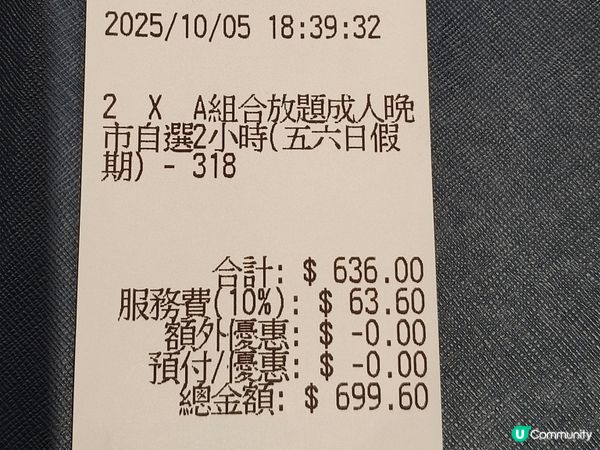 2025/10/05 18:39:32
2 X A組合放題成人晚
市自選2小時(五六日假
期) - 318
合計: $ 636.00
服務費(10%): $ 63.60
額外優惠: $ -0.00
預付/優惠: $ -0.00
總金額: $ 699.60
U Community